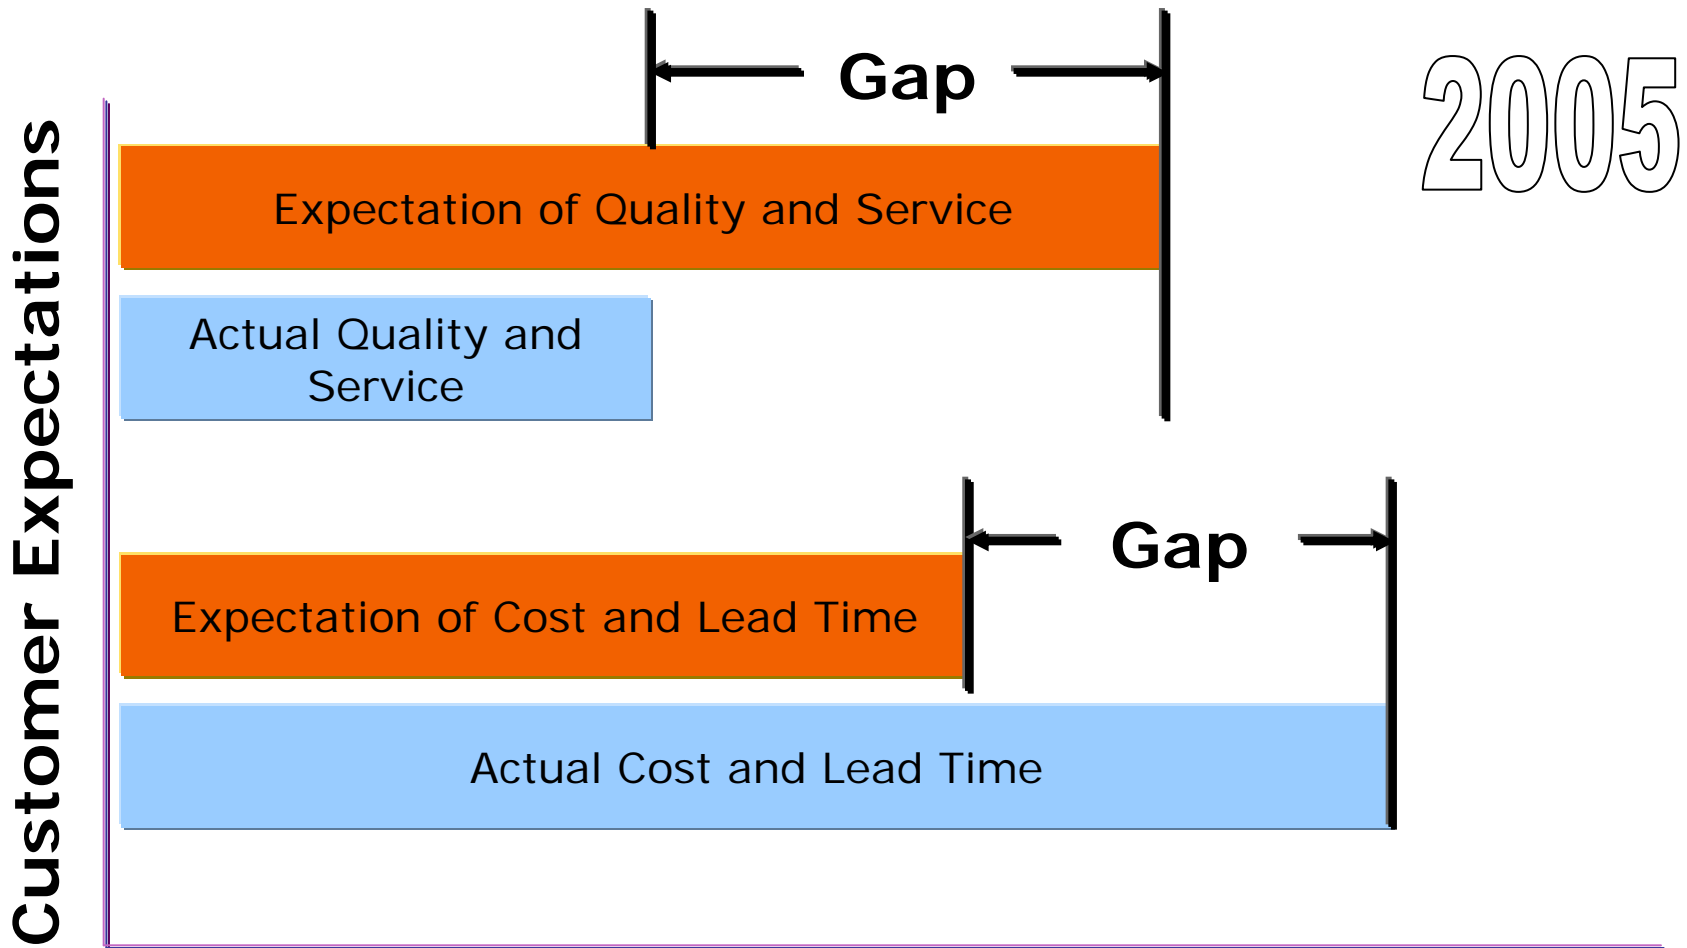 Gap
2005
Customer Expectations
Expectation of Quality and Service
Actual Quality and
Service
Gap
Expectation of Cost and Lead Time
Actual Cost and Lead Time